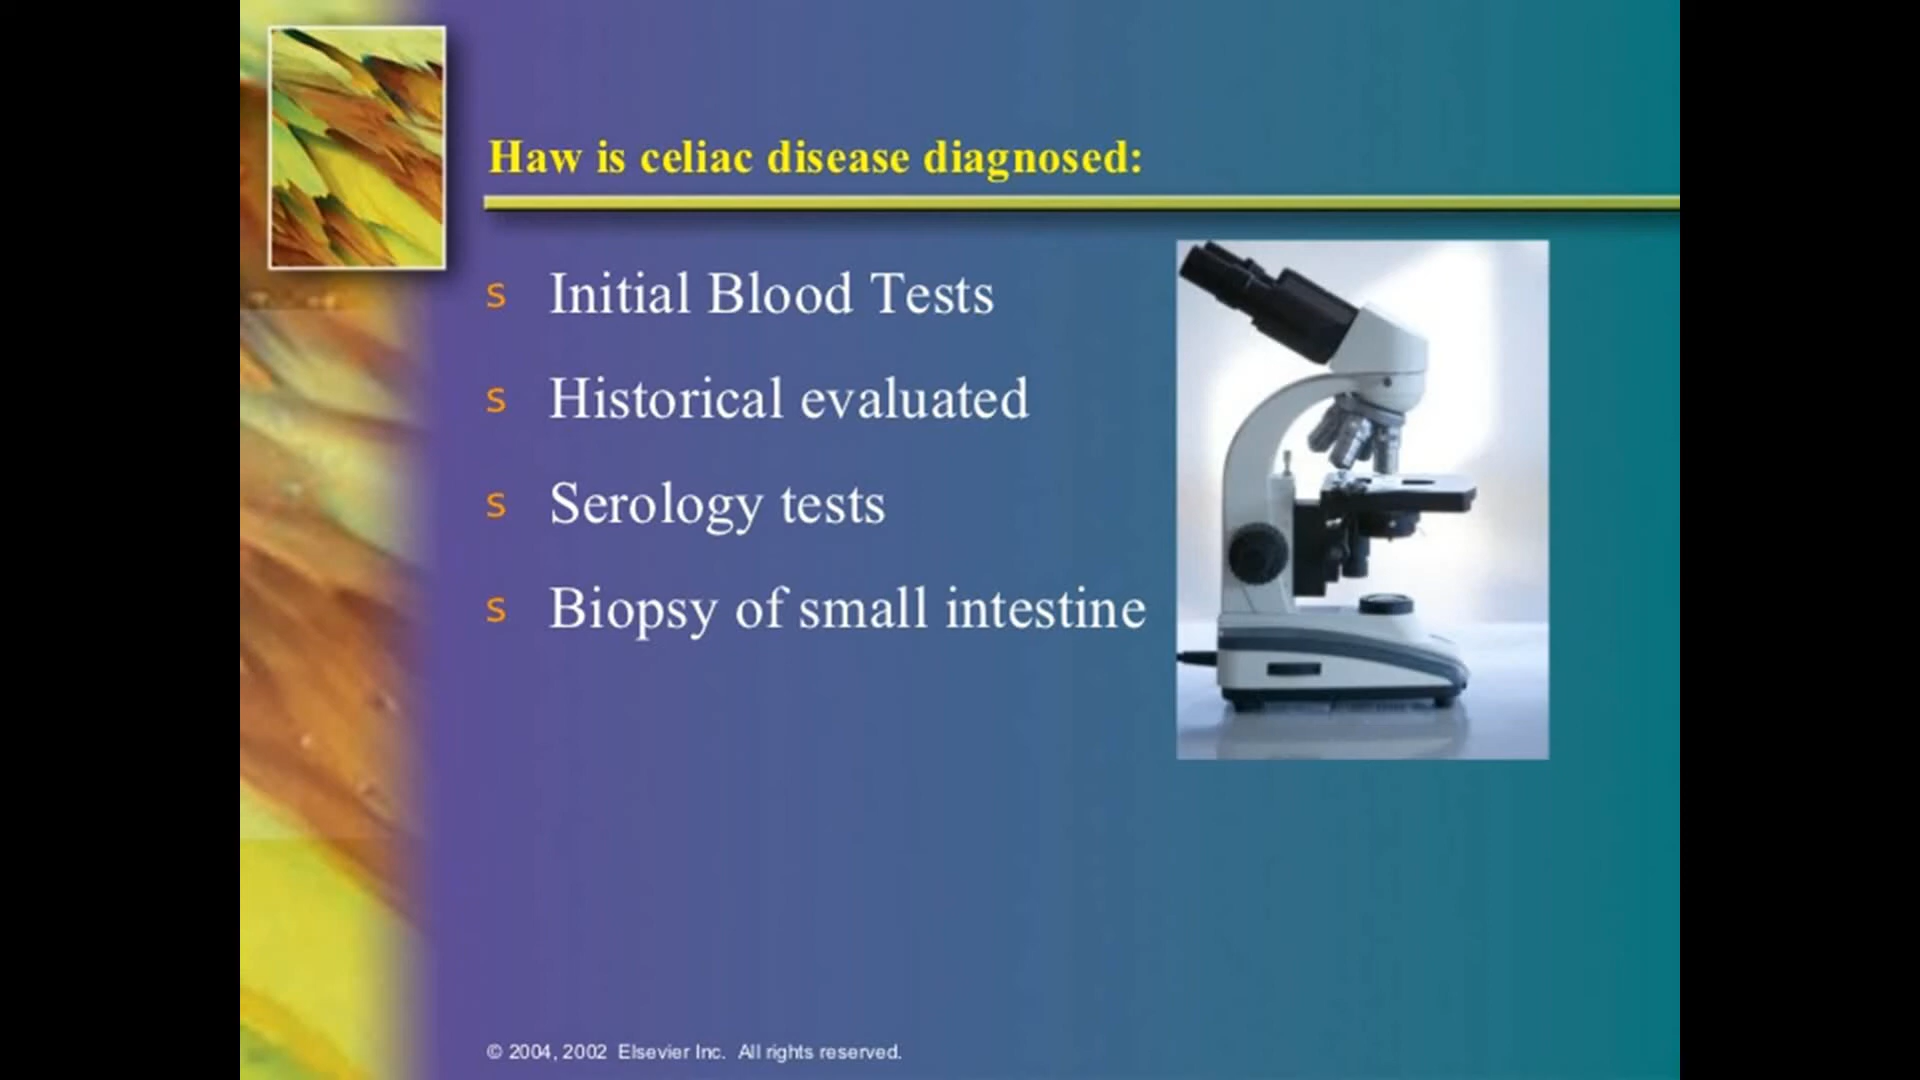 Haw is celiac disease diagnosed:
s Initial Blood Tests
s Historical evaluated
s Serology tests
s Biopsy of small intestine
© 2004, 2002 Elsevier Inc. All rights reserved.